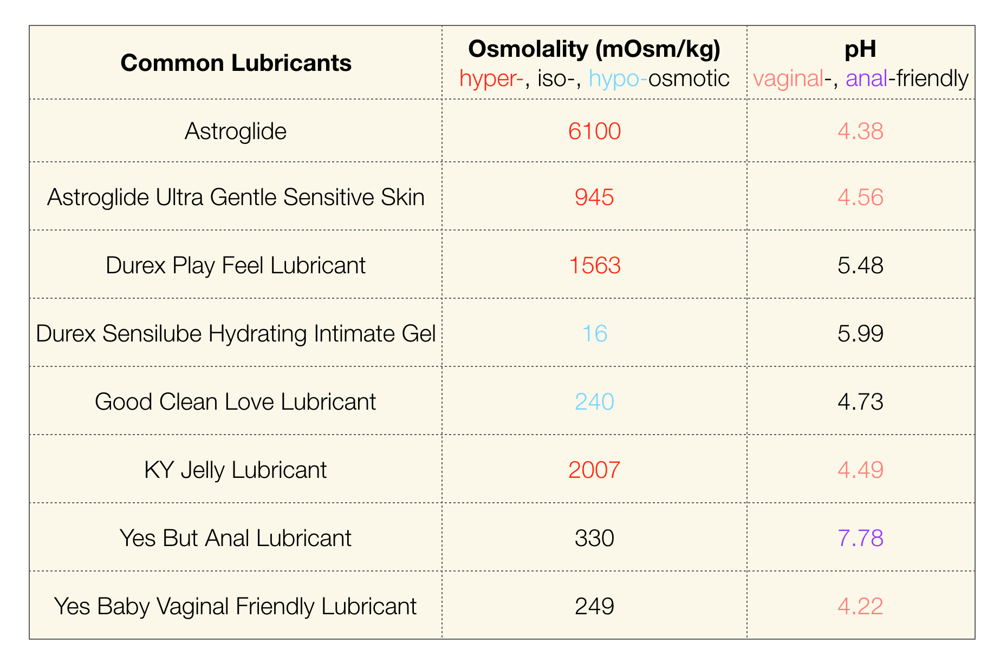 Common Lubricants
Osmolality (mOsm/kg)
hyper-, iso-, hypo-osmotic
pH
vaginal-, anal-friendly
Astroglide
6100
4.38
Astroglide Ultra Gentle Sensitive Skin
945
4.56
Durex Play Feel Lubricant
1563
5.48
Durex Sensilube Hydrating Intimate Gel
16
5.99
Good Clean Love Lubricant
240
4.73
KY Jelly Lubricant
2007
4.49
Yes But Anal Lubricant
330
7.78
Yes Baby Vaginal Friendly Lubricant
249
4.22